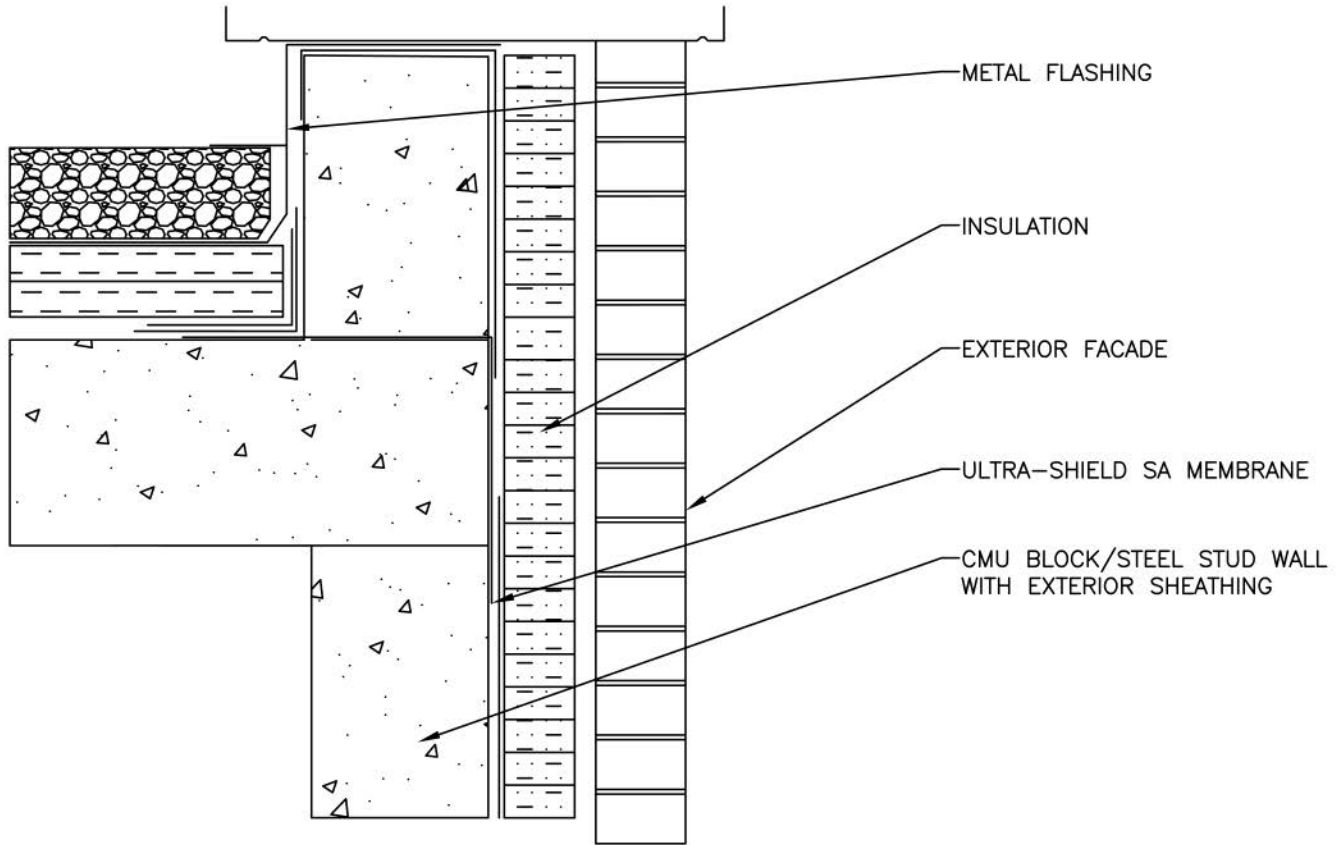 METAL FLASHING
INSULATION
EXTERIOR FACADE
ULTRA-SHIELD SA MEMBRANE
CMU BLOCK/STEEL STUD WALL
WITH EXTERIOR SHEATHING